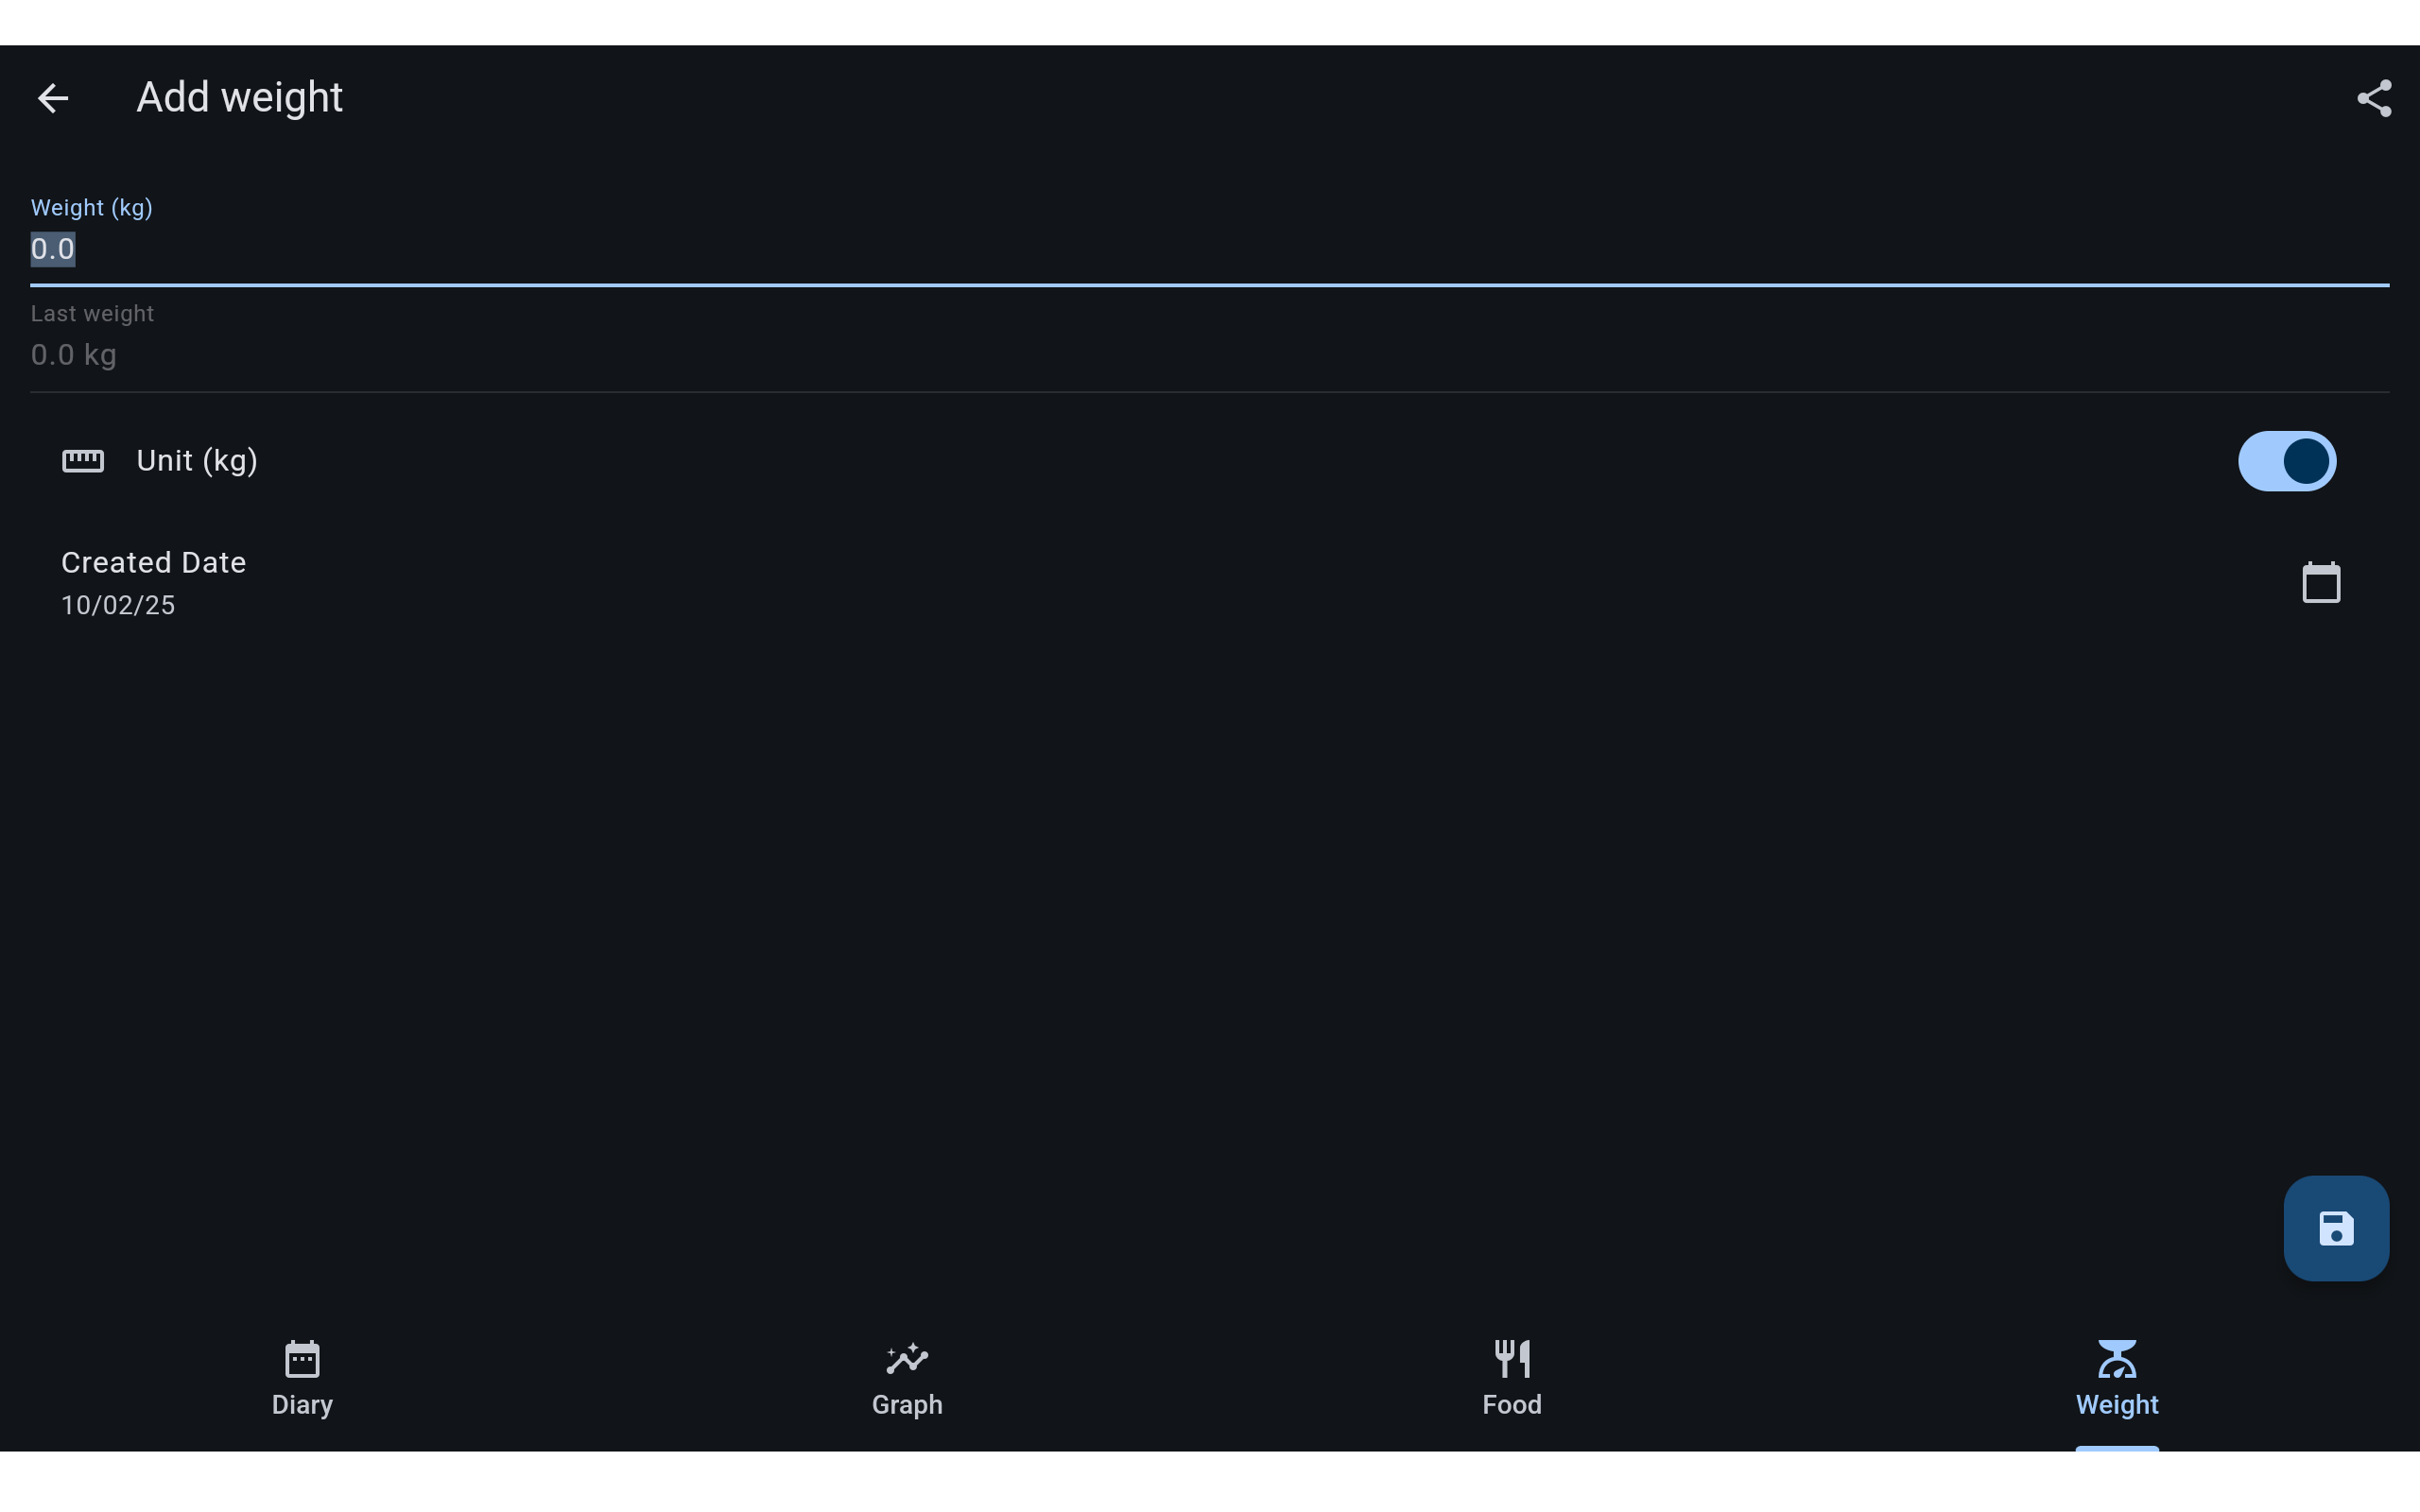 Add weight
Weight (kg)
0.0
Last weight
0.0 kg
Unit (kg)
Created Date
10/02/25
Diary
Graph
Food
Weight